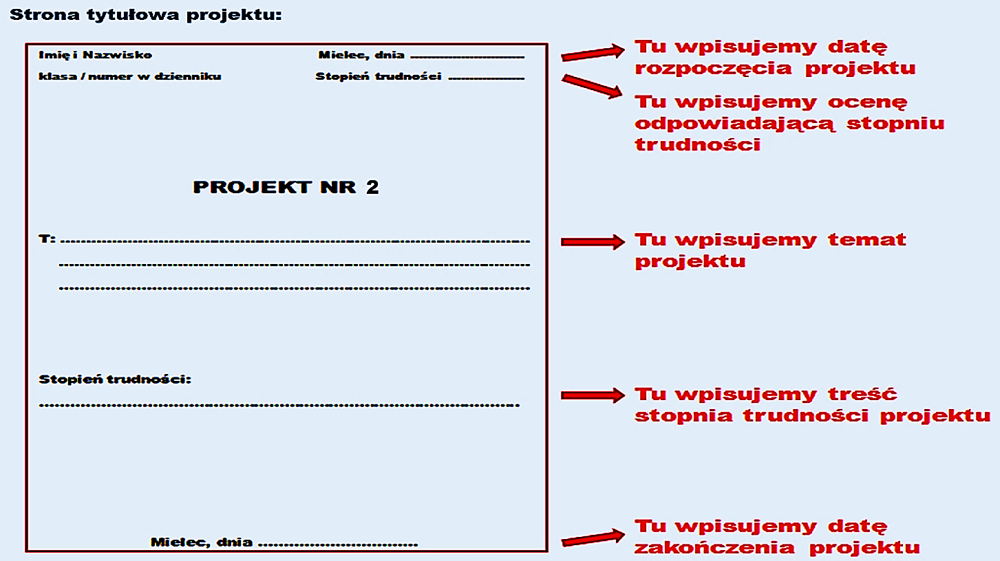 Strona tytułowa projektu:
Imię i Nazwisko Mielec, dnia ............................
klasa / numer w dzienniku Stopień trudności ...................
Tu wpisujemy datę
rozpoczęcia projektu
Tu wpisujemy ocenę
odpowiadającą stopniu
trudności
PROJEKT NR 2
T: ..........................................................................................
..........................................................................................
..........................................................................................
Tu wpisujemy temat
projektu
Stopień trudności:
............................................................................................
Tu wpisujemy treść
stopnia trudności projektu
Mielec, dnia ...............................
Tu wpisujemy datę
zakończenia projektu